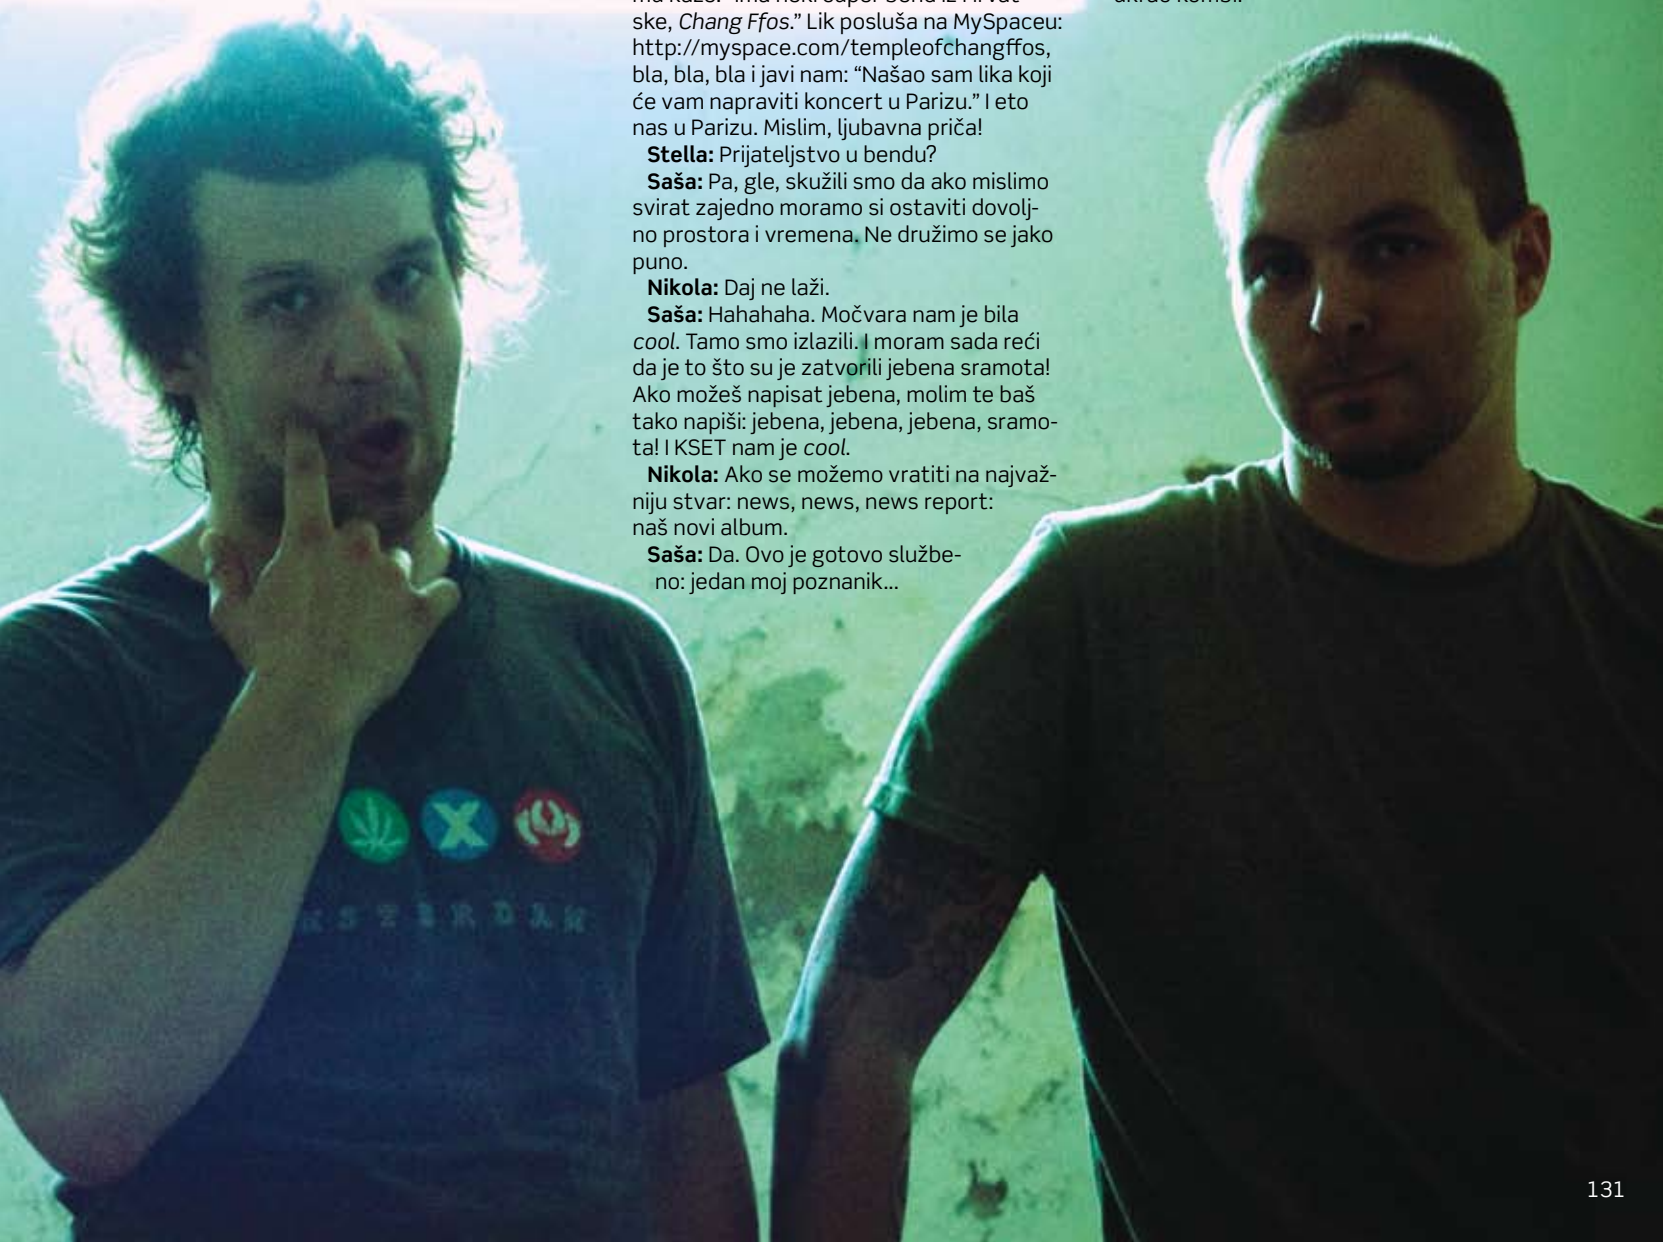 ske, Chang Ffos.” Lik posluša na MySpaceu:
http://myspace.com/templeofchangffos,
bla, bla, bla i javi nam: “Našao sam lika koji
će vam napraviti koncert u Parizu.” I eto
nas u Parizu. Mislim, ljubavna priča!
Stella: Prijateljstvo u bendu?
Saša: Pa, gle, skužili smo da ako mislimo
svirat zajedno moramo si ostaviti dovolj-
no prostora i vremena. Ne družimo se jako
puno.
Nikola: Daj ne laži.
Saša: Hahahaha. Močvara nam je bila
cool. Tamo smo izlazili. I moram sada reći
da je to što su je zatvorili jebena sramota!
Ako možeš napisat jebena, molim te baš
tako napiši: jebena, jebena, jebena, sramo-
ta! I KSET nam je cool.
Nikola: Ako se možemo vratiti na najvaž-
niju stvar: news, news, news report:
naš novi album.
Saša: Da. Ovo je gotovo službe-
no: jedan moj poznanik...
X
MSTERDAM
131